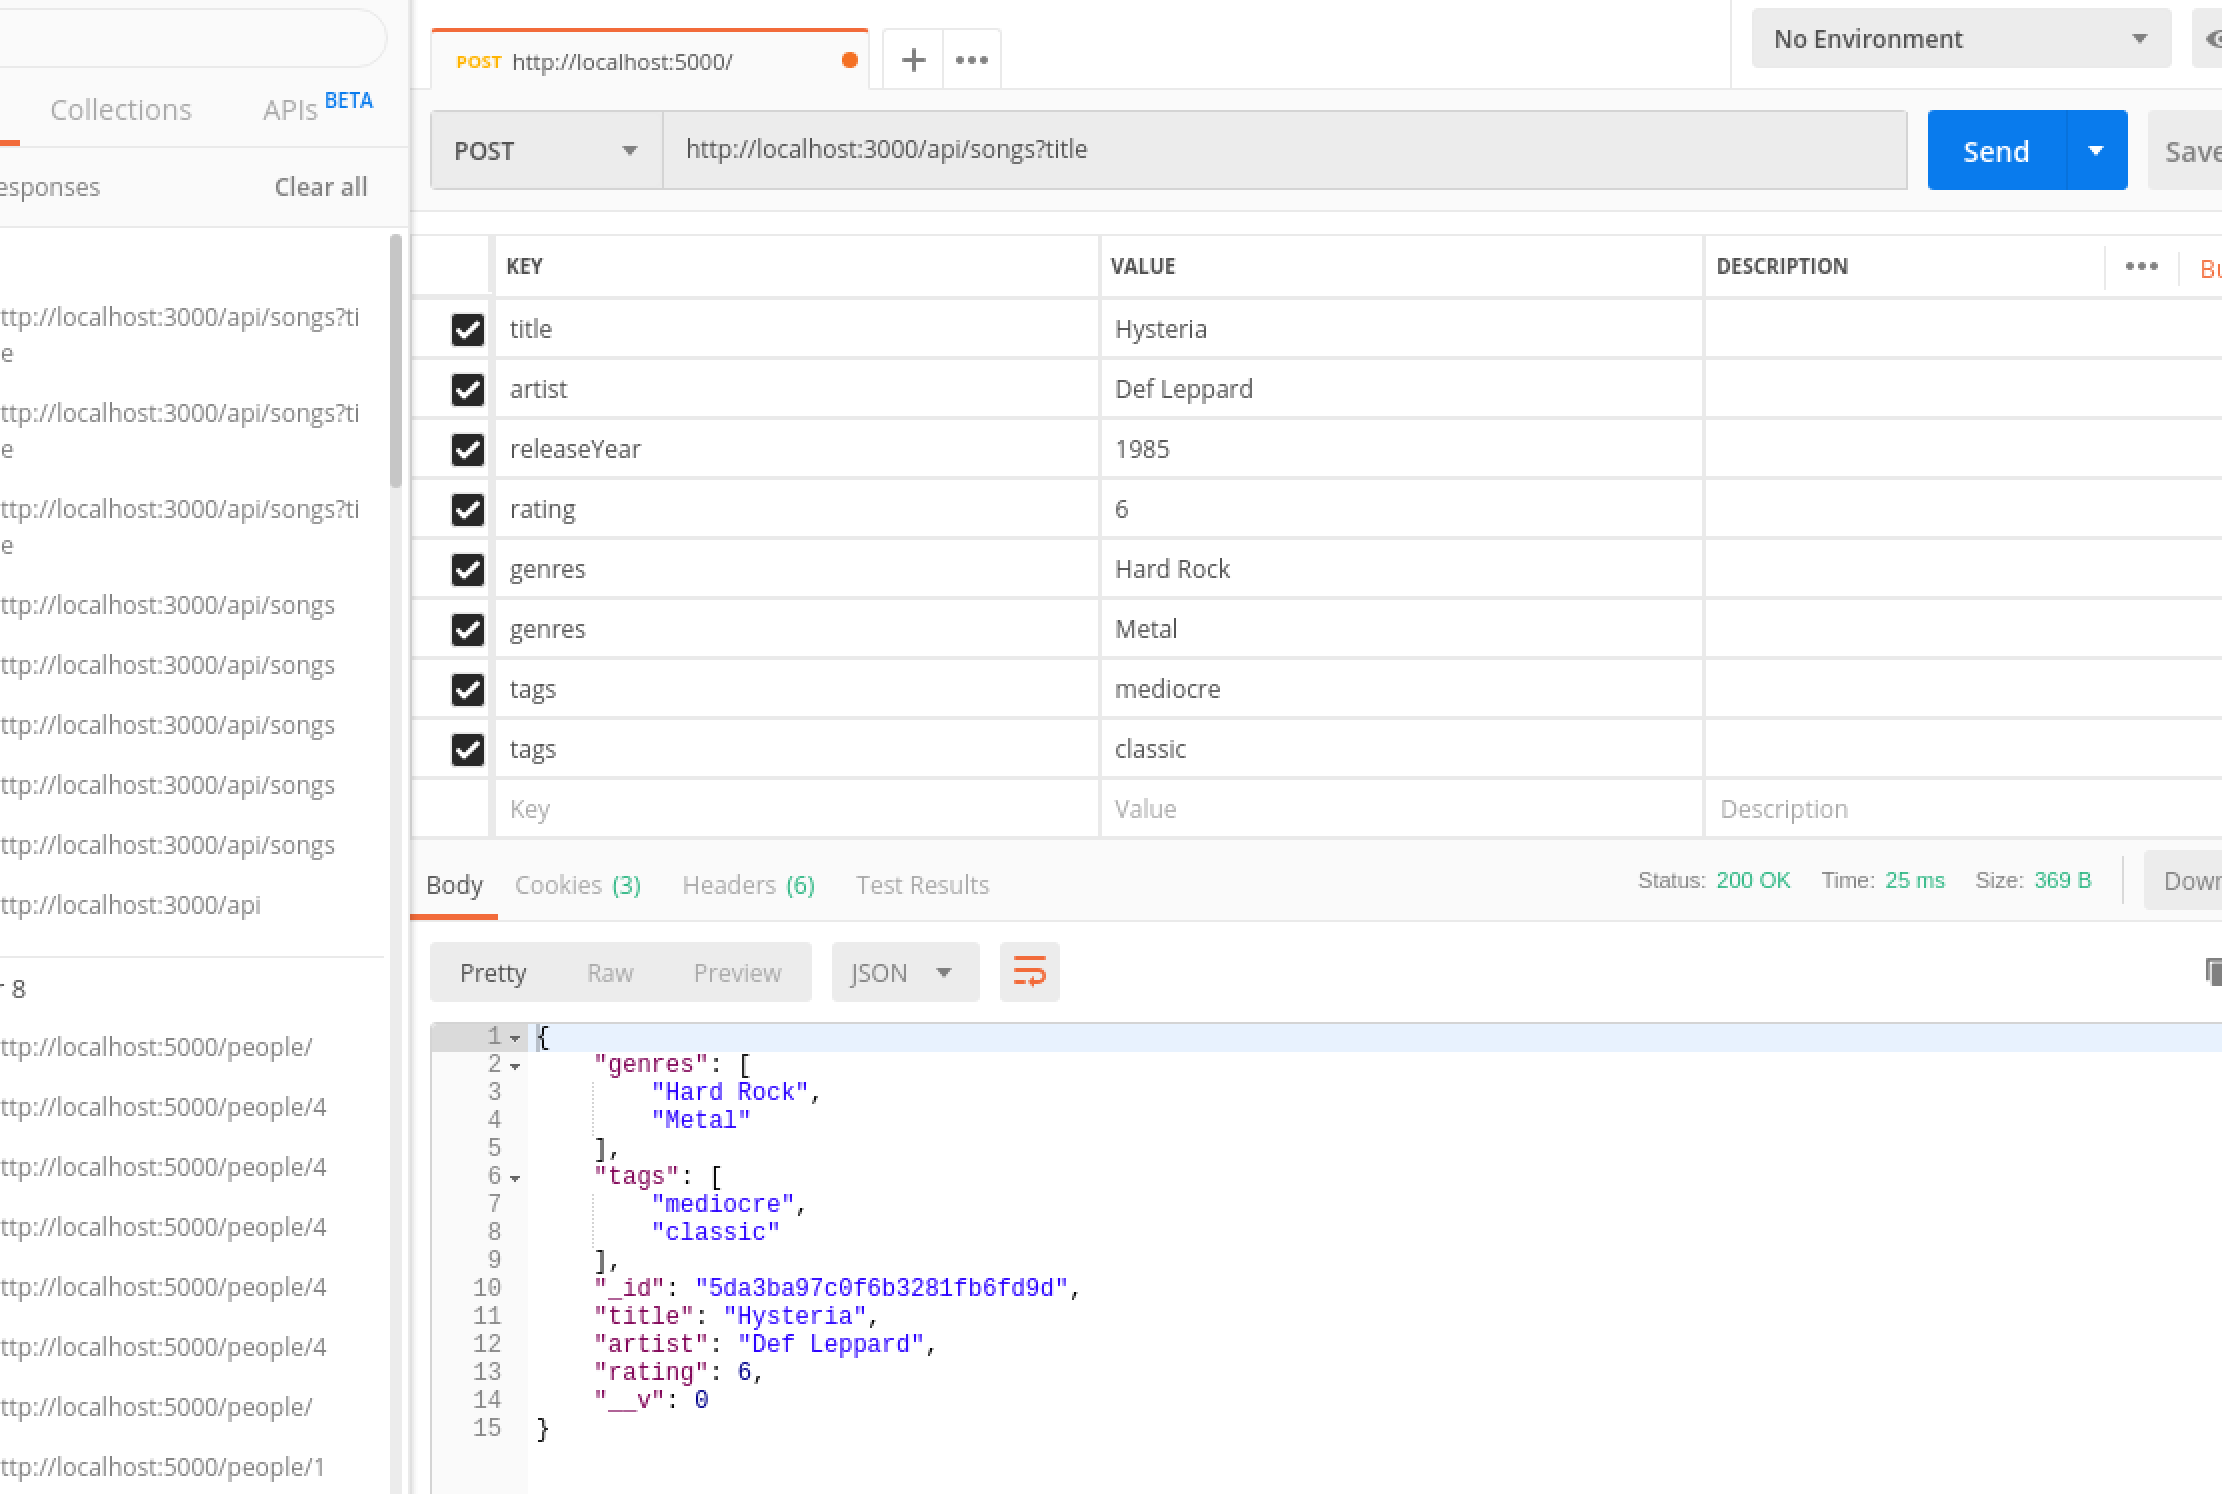 Collections
APIs BETA
esponses
Clear all
ttp://localhost:3000/api/songs?ti
e
ttp://localhost:3000/api/songs?ti
e
ttp://localhost:3000/api/songs?ti
e
ttp://localhost:3000/api/songs
ttp://localhost:3000/api/songs
ttp://localhost:3000/api/songs
ttp://localhost:3000/api/songs
ttp://localhost:3000/api/songs
ttp://localhost:3000/api
r 8
ttp://localhost:5000/people/
ttp://localhost:5000/people/4
ttp://localhost:5000/people/4
ttp://localhost:5000/people/4
ttp://localhost:5000/people/4
ttp://localhost:5000/people/4
ttp://localhost:5000/people/
ttp://localhost:5000/people/1
POST http://localhost:5000/
No Environment
POST http://localhost:3000/api/songs?title Send Save
KEY VALUE DESCRIPTION ••• Bu
title Hysteria
artist Def Leppard
releaseYear 1985
rating 6
genres Hard Rock
genres Metal
tags mediocre
tags classic
Key Value Description
Body Cookies (3) Headers (6) Test Results Status: 200 OK Time: 25 ms Size: 369 B Down
Pretty Raw Preview JSON
1 {
2 "genres": [
3 "Hard Rock",
4 "Metal"
5 ],
6 "tags": [
7 "mediocre",
8 "classic"
9 ],
10 "_id": "5da3ba97c0f6b3281fb6fd9d",
11 "title": "Hysteria",
12 "artist": "Def Leppard",
13 "rating": 6,
14 "__v": 0
15 }